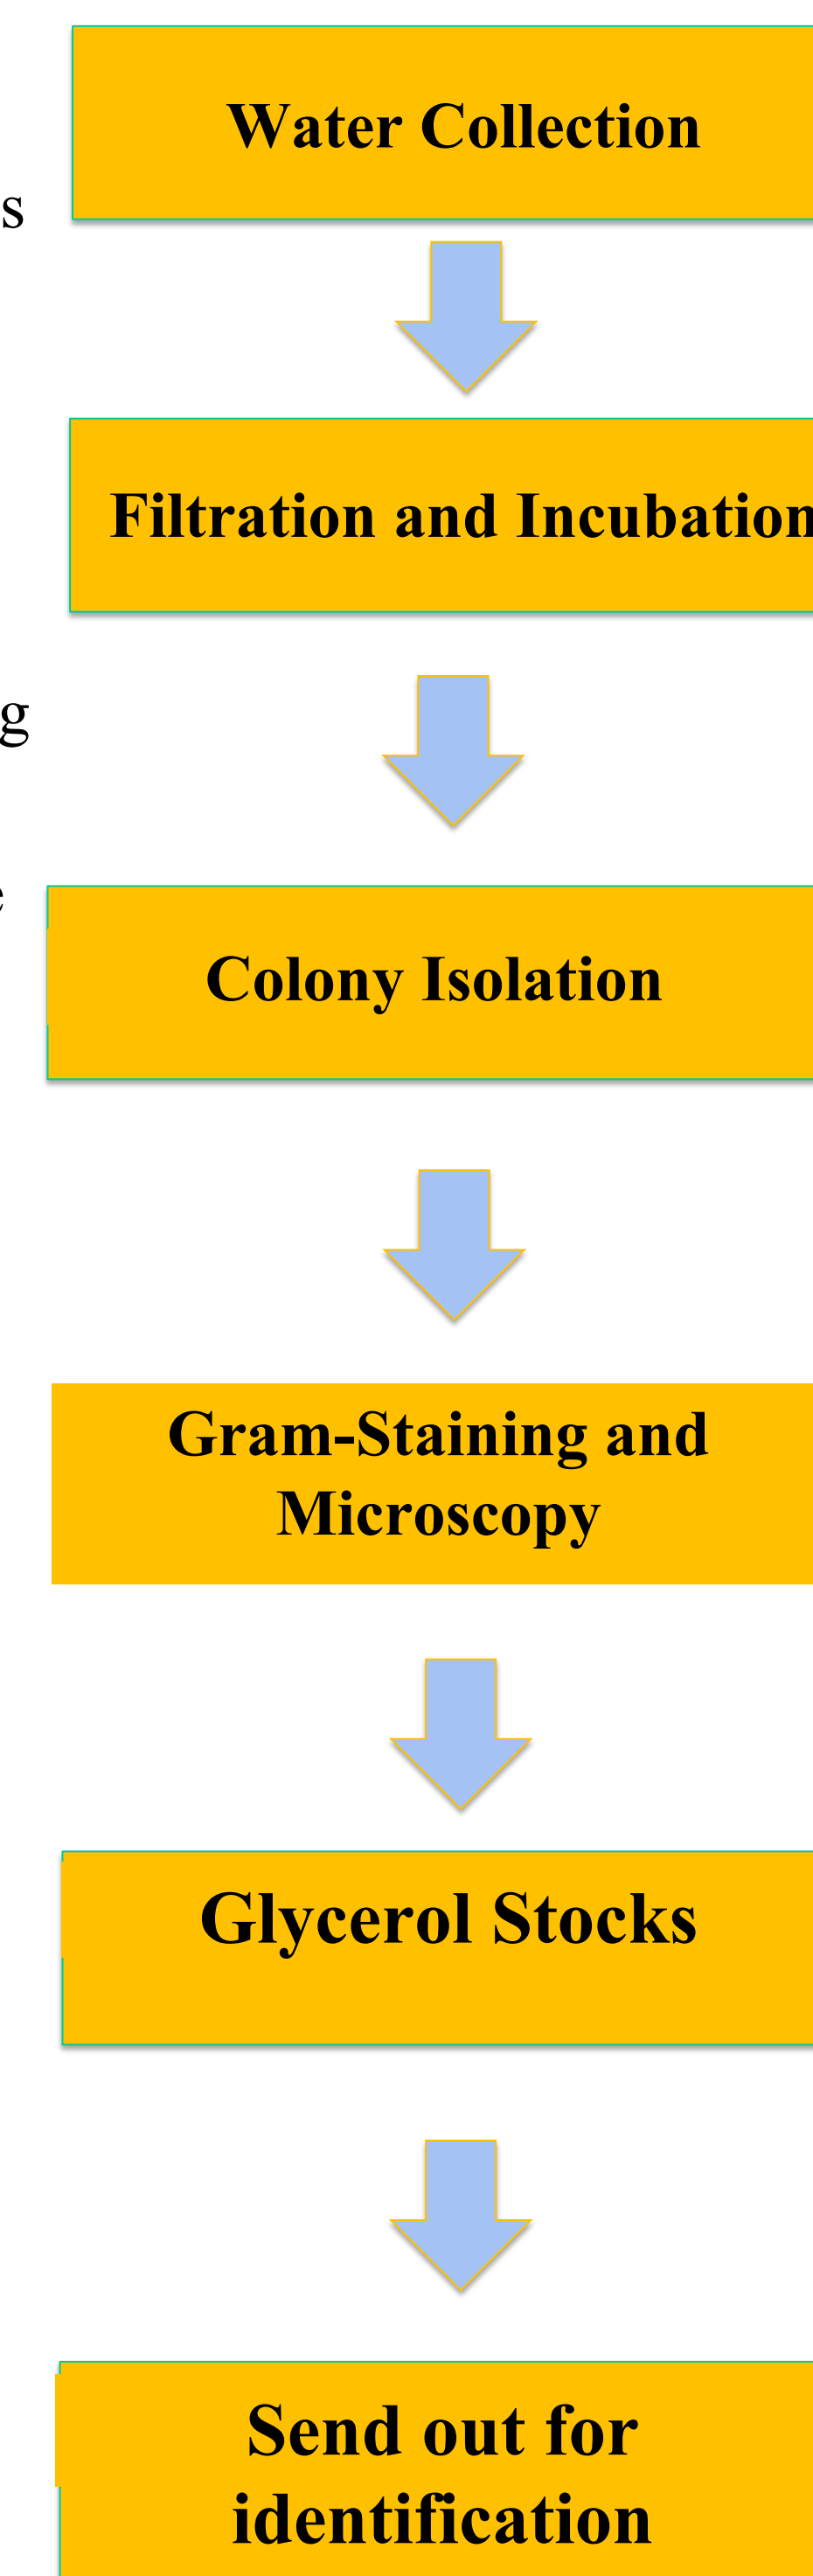 Water Collection
s
Filtration and Incubation
g
Colony Isolation
Gram-Staining and
Microscopy
Glycerol Stocks
Send out for
identification